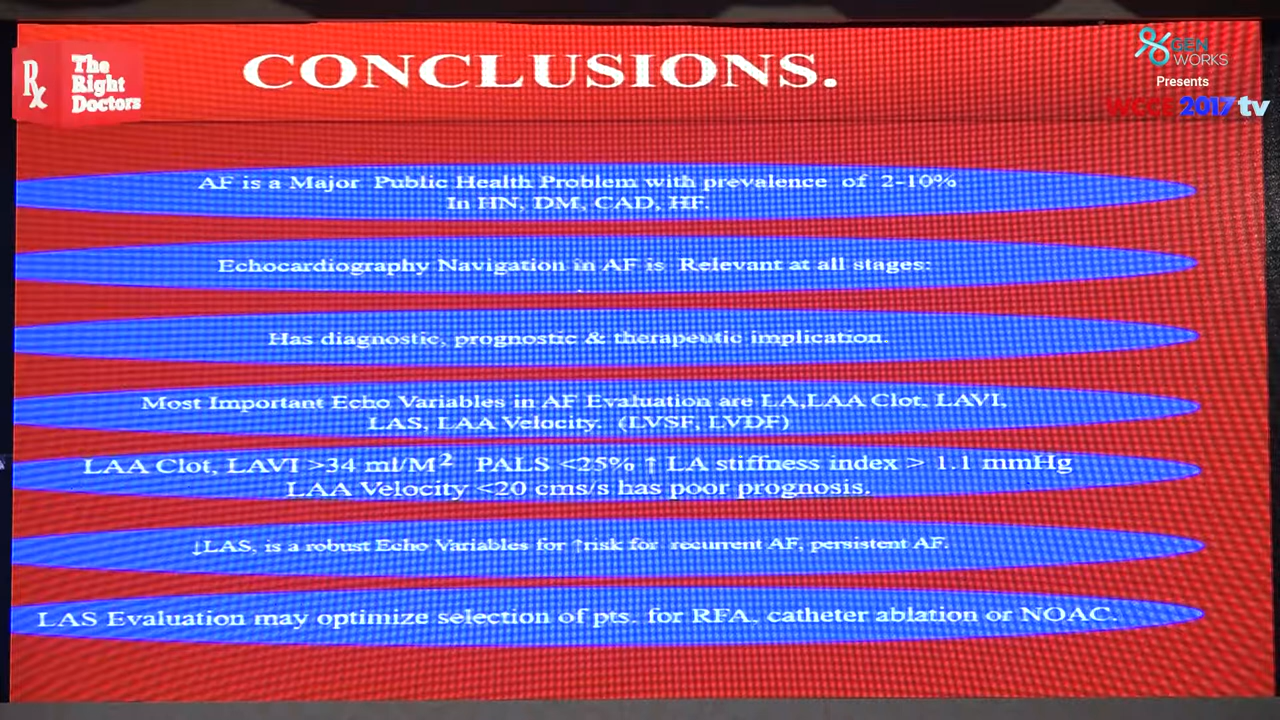 Rx
The
Right
Doctors
CONCLUSIONS.
GEN
WORKS
Presents
WCCS 2017 tv
AF is a Major Public Health Problem with prevalence of 2-10%
In HN, DM, CAD, HF.
Echocardiography Navigation in AF is Relevant at all stages:
Has diagnostic, prognostic & therapeutic implication.
Most Important Echo Variables in AF Evaluation are LA,LAA Clot, LAVI,
LAS, LAA Velocity. (LVSF, LVDF)
LAA Clot, LAVI >34 ml/M² PALS <25% ↑ LA stiffness index > 1.1 mmHg
LAA Velocity <20 cms/s has poor prognosis.
↓LAS, is a robust Echo Variables for ↑risk for recurrent AF, persistent AF.
LAS Evaluation may optimize selection of pts. for RFA, catheter ablation or NOAC.